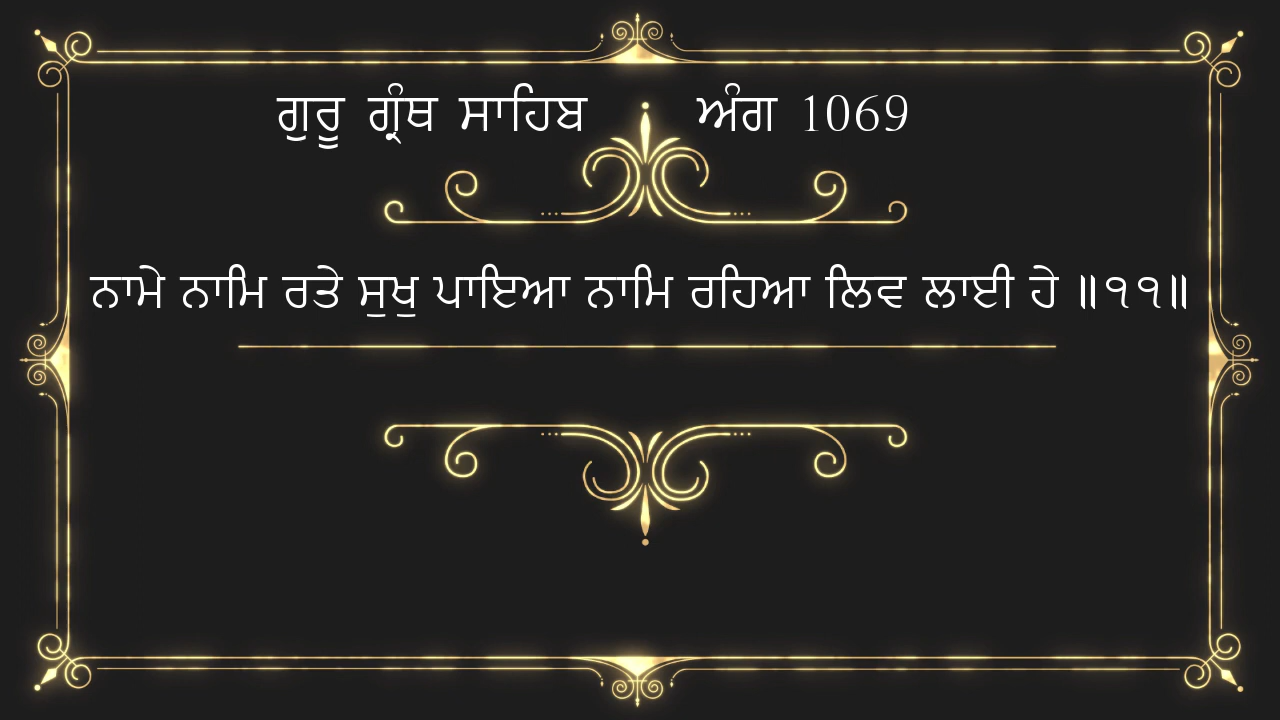 ਗੁਰੂ ਗ੍ਰੰਥ ਸਾਹਿਬ ਅੰਗ 1069
ਨਾਮੇ ਨਾਮਿ ਰਤੇ ਸੁਖੁ ਪਾਇਆ ਨਾਮਿ ਰਹਿਆ ਲਿਵ ਲਾਈ ਹੇ ॥੧੧॥